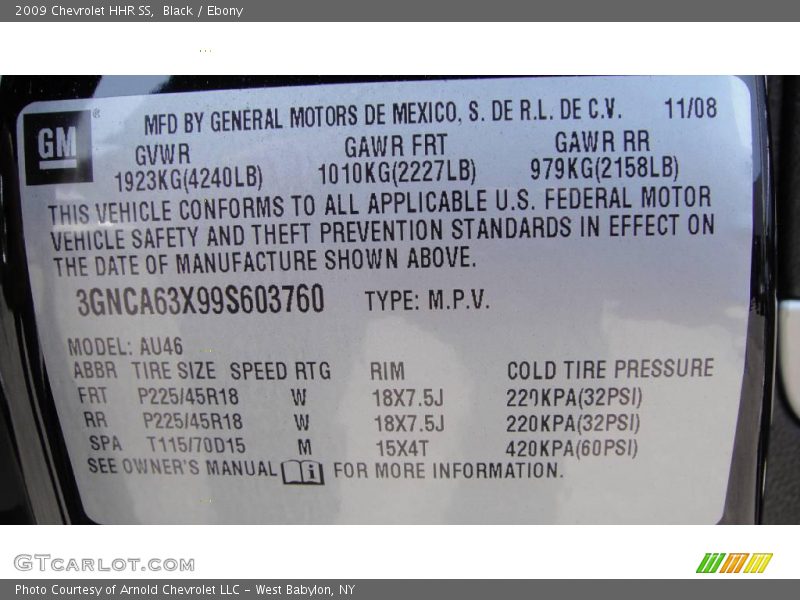 2009 Chevrolet HHR SS, Black / Ebony
GM ®
MFD BY GENERAL MOTORS DE MEXICO, S. DE R.L. DE C.V. 11/08
GVWR GAWR FRT GAWR RR
1923KG(4240LB) 1010KG(2227LB) 979KG(2158LB)
THIS VEHICLE CONFORMS TO ALL APPLICABLE U.S. FEDERAL MOTOR
VEHICLE SAFETY AND THEFT PREVENTION STANDARDS IN EFFECT ON
THE DATE OF MANUFACTURE SHOWN ABOVE.
3GNCA63X99S603760 TYPE: M.P.V.
MODEL: AU46
ABBR TIRE SIZE SPEED RTG RIM COLD TIRE PRESSURE
FRT P225/45R18 W 18X7.5J 220KPA(32PSI)
RR P225/45R18 W 18X7.5J 220KPA(32PSI)
SPA T115/70D15 M 15X4T 420KPA(60PSI)
SEE OWNER'S MANUAL i FOR MORE INFORMATION.
GTCARLOT.COM
Photo Courtesy of Arnold Chevrolet LLC - West Babylon, NY